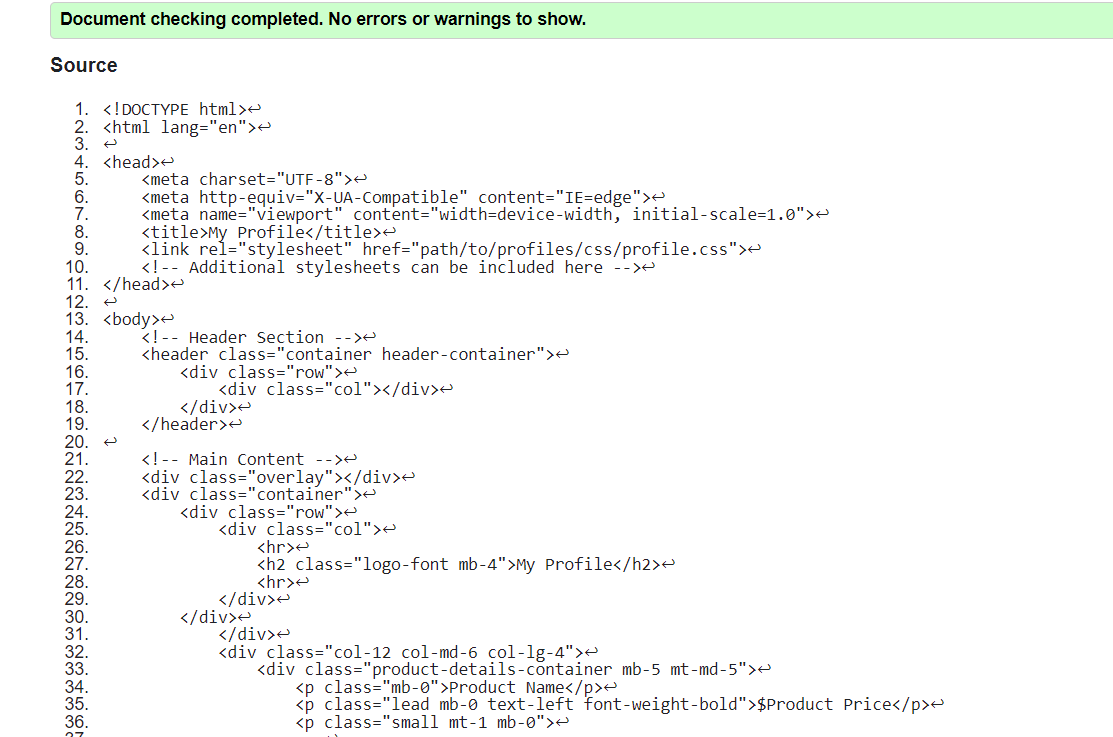 Document checking completed. No errors or warnings to show.
Source
1. <!DOCTYPE html>↩
2. <html lang="en">↩
3. ↩
4. <head>↩
5.     <meta charset="UTF-8">↩
6.     <meta http-equiv="X-UA-Compatible" content="IE=edge">↩
7.     <meta name="viewport" content="width=device-width, initial-scale=1.0">↩
8.     <title>My Profile</title>↩
9.     <link rel="stylesheet" href="path/to/profiles/css/profile.css">↩
10.     <!-- Additional stylesheets can be included here -->↩
11. </head>↩
12. ↩
13. <body>↩
14.     <!-- Header Section -->↩
15.     <header class="container header-container">↩
16.         <div class="row">↩
17.             <div class="col"></div>↩
18.         </div>↩
19.     </header>↩
20. ↩
21.     <!-- Main Content -->↩
22.     <div class="overlay"></div>↩
23.     <div class="container">↩
24.         <div class="row">↩
25.             <div class="col">↩
26.                 <hr>↩
27.                 <h2 class="logo-font mb-4">My Profile</h2>↩
28.                 <hr>↩
29.             </div>↩
30.         </div>↩
31.             </div>↩
32.             <div class="col-12 col-md-6 col-lg-4">↩
33.                 <div class="product-details-container mb-5 mt-md-5">↩
34.                     <p class="mb-0">Product Name</p>↩
35.                     <p class="lead mb-0 text-left font-weight-bold">$Product Price</p>↩
36.                     <p class="small mt-1 mb-0">↩